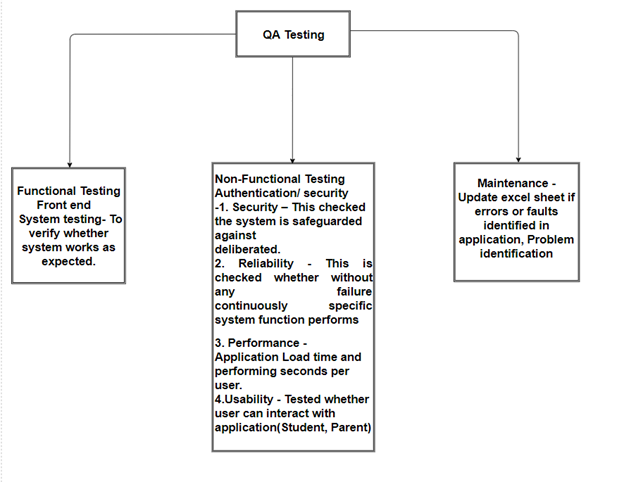 QA Testing
Functional Testing
Front end
System testing- To
verify whether
system works as
expected.
Non-Functional Testing
Authentication/ security
-1. Security – This checked
the system is safeguarded
against
deliberated.
2. Reliability - This is
checked whether without
any failure
continuously specific
system function performs
3. Performance -
Application Load time and
performing seconds per
user.
4.Usability - Tested whether
user can interact with
application(Student, Parent)
Maintenance -
Update excel sheet if
errors or faults
identified in
application, Problem
identification